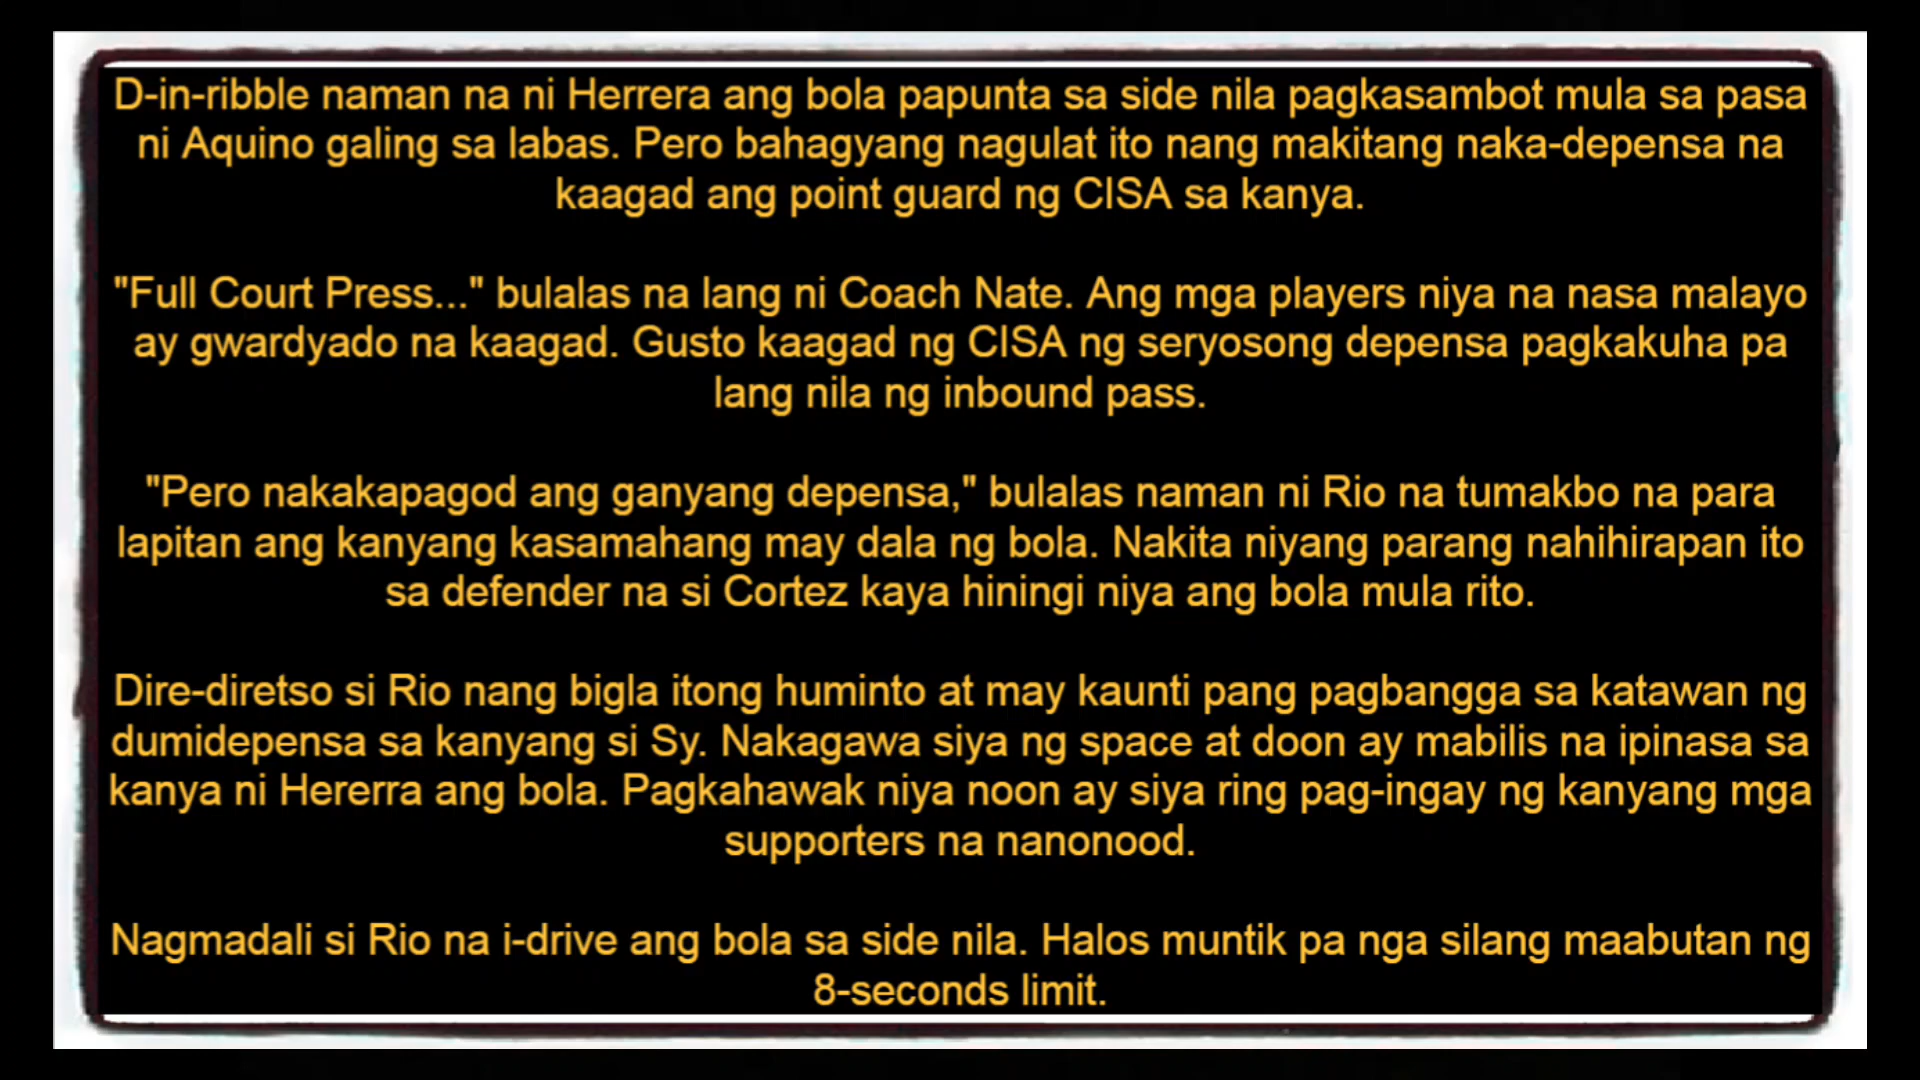 D-in-ribble naman na ni Herrera ang bola papunta sa side nila pagkasambot mula sa pasa
ni Aquino galing sa labas. Pero bahagyang nagulat ito nang makitang naka-depensa na
kaagad ang point guard ng CISA sa kanya.
"Full Court Press..." bulalas na lang ni Coach Nate. Ang mga players niya na nasa malayo
ay gwardyado na kaagad. Gusto kaagad ng CISA ng seryosong depensa pagkakuha pa
lang nila ng inbound pass.
"Pero nakakapagod ang ganyang depensa," bulalas naman ni Rio na tumakbo na para
lapitan ang kanyang kasamahang may dala ng bola. Nakita niyang parang nahihirapan ito
sa defender na si Cortez kaya hiningi niya ang bola mula rito.
Dire-diretso si Rio nang bigla itong huminto at may kaunti pang pagbangga sa katawan ng
dumidepensa sa kanyang si Sy. Nakagawa siya ng space at doon ay mabilis na ipinasa sa
kanya ni Hererra ang bola. Pagkahawak niya noon ay siya ring pag-ingay ng kanyang mga
supporters na nanonood.
Nagmadali si Rio na i-drive ang bola sa side nila. Halos muntik pa nga silang maabutan ng
8-seconds limit.